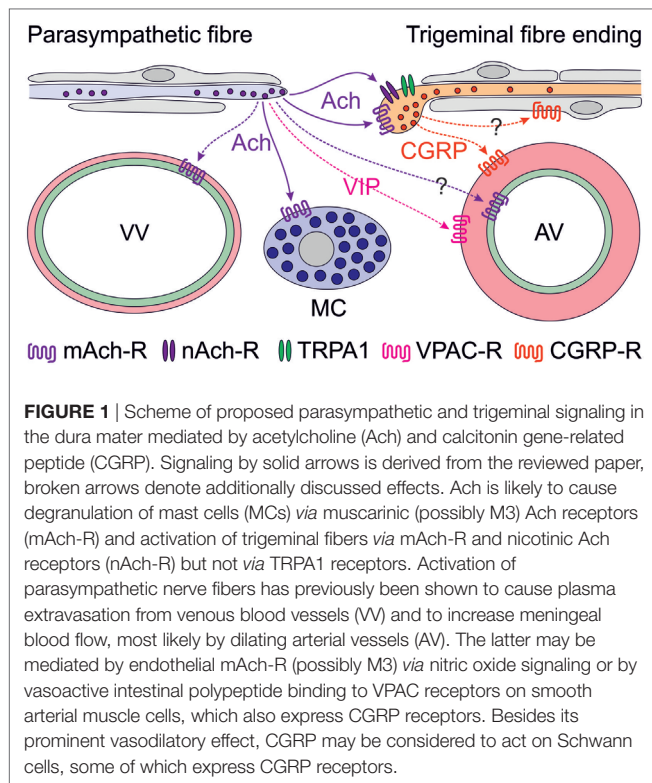 Parasympathetic fibre
Trigeminal fibre ending
Ach
Ach
?
CGRP
VIP
?
VV
MC
AV
mAch-R nAch-R TRPA1 VPAC-R CGRP-R
FIGURE 1 | Scheme of proposed parasympathetic and trigeminal signaling in
the dura mater mediated by acetylcholine (Ach) and calcitonin gene-related
peptide (CGRP). Signaling by solid arrows is derived from the reviewed paper,
broken arrows denote additionally discussed effects. Ach is likely to cause
degranulation of mast cells (MCs) via muscarinic (possibly M3) Ach receptors
(mAch-R) and activation of trigeminal fibers via mAch-R and nicotinic Ach
receptors (nAch-R) but not via TRPA1 receptors. Activation of
parasympathetic nerve fibers has previously been shown to cause plasma
extravasation from venous blood vessels (VV) and to increase meningeal
blood flow, most likely by dilating arterial vessels (AV). The latter may be
mediated by endothelial mAch-R (possibly M3) via nitric oxide signaling or by
vasoactive intestinal polypeptide binding to VPAC receptors on smooth
arterial muscle cells, which also express CGRP receptors. Besides its
prominent vasodilatory effect, CGRP may be considered to act on Schwann
cells, some of which express CGRP receptors.